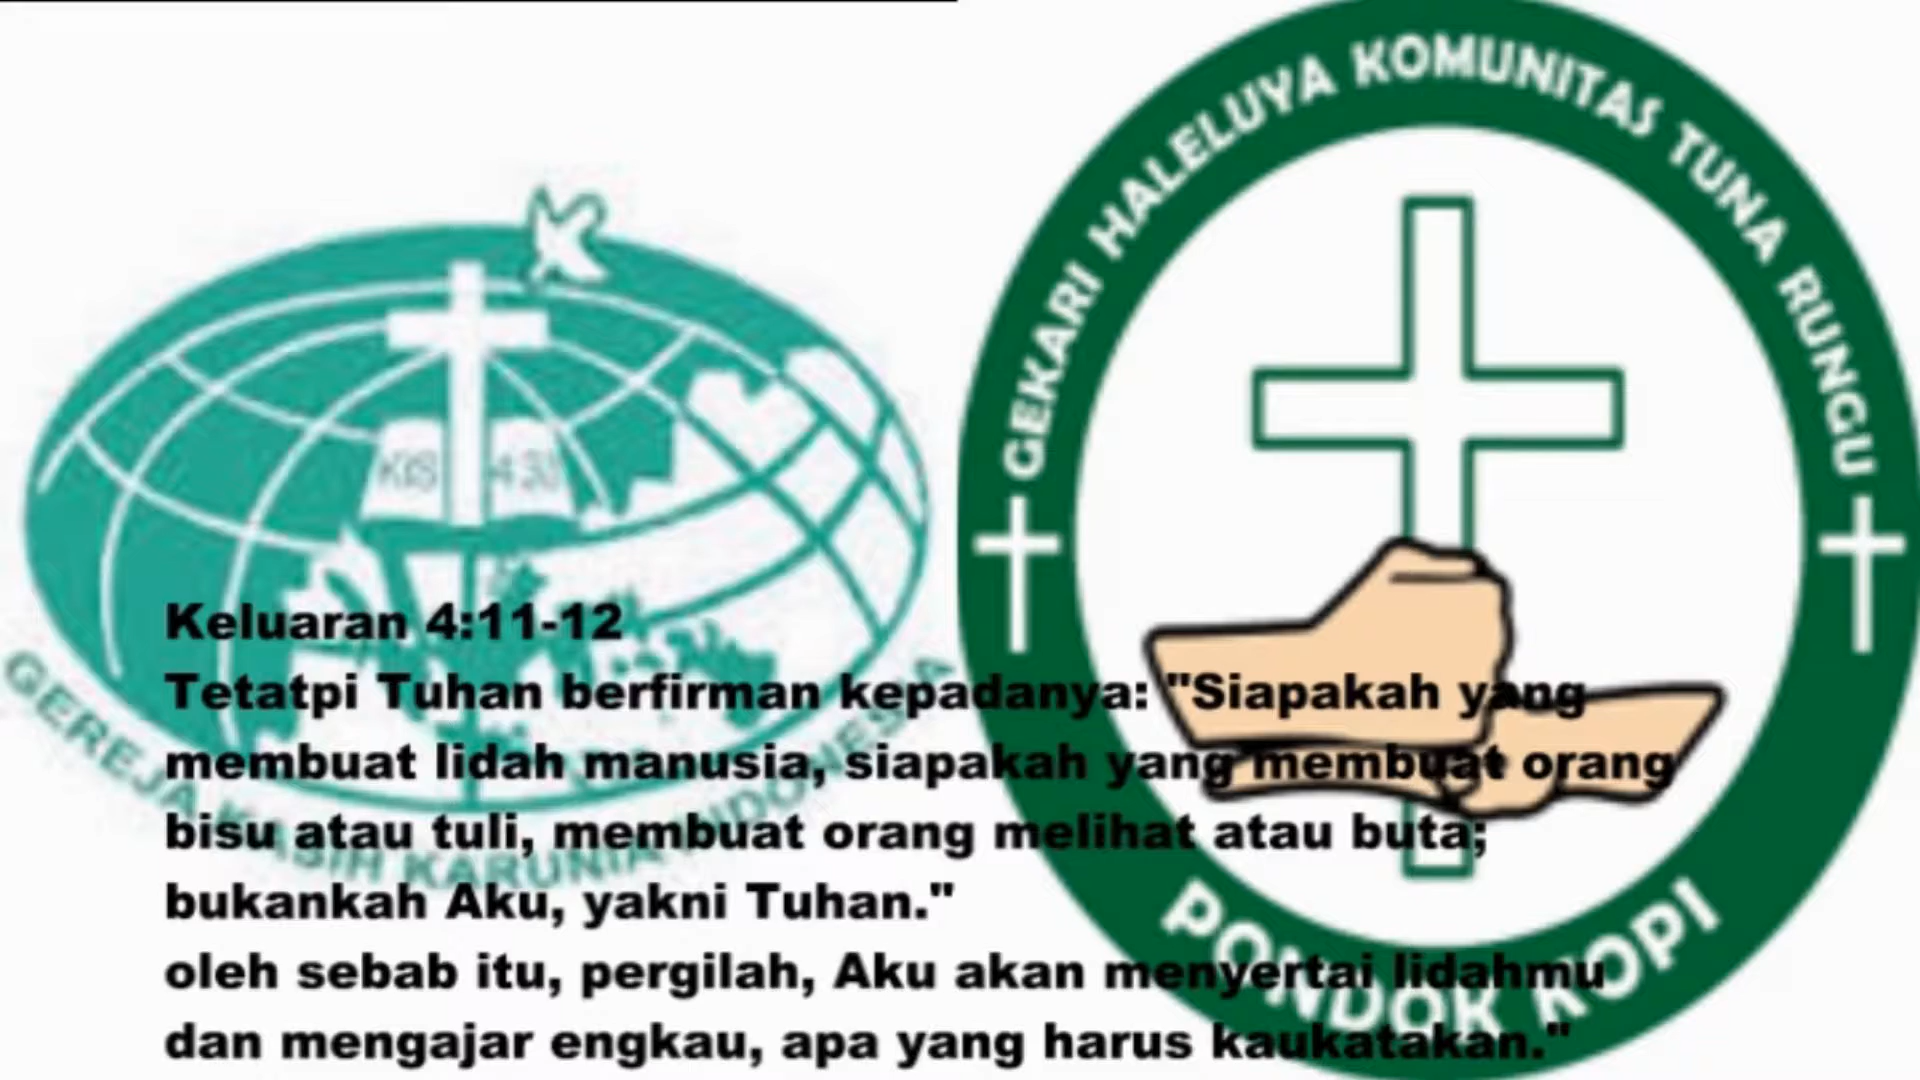 GEKARI HALELUYA KOMUNITAS TUNA RUNGU
PONDOK KOPI
KIS 4:33
GEREJA KASIH KARUNIA INDONESIA
Keluaran 4:11-12
Tetatpi Tuhan berfirman kepadanya: "Siapakah yang
membuat lidah manusia, siapakah yang membuat orang
bisu atau tuli, membuat orang melihat atau buta;
bukankah Aku, yakni Tuhan."
oleh sebab itu, pergilah, Aku akan menyertai lidahmu
dan mengajar engkau, apa yang harus kaukatakan."